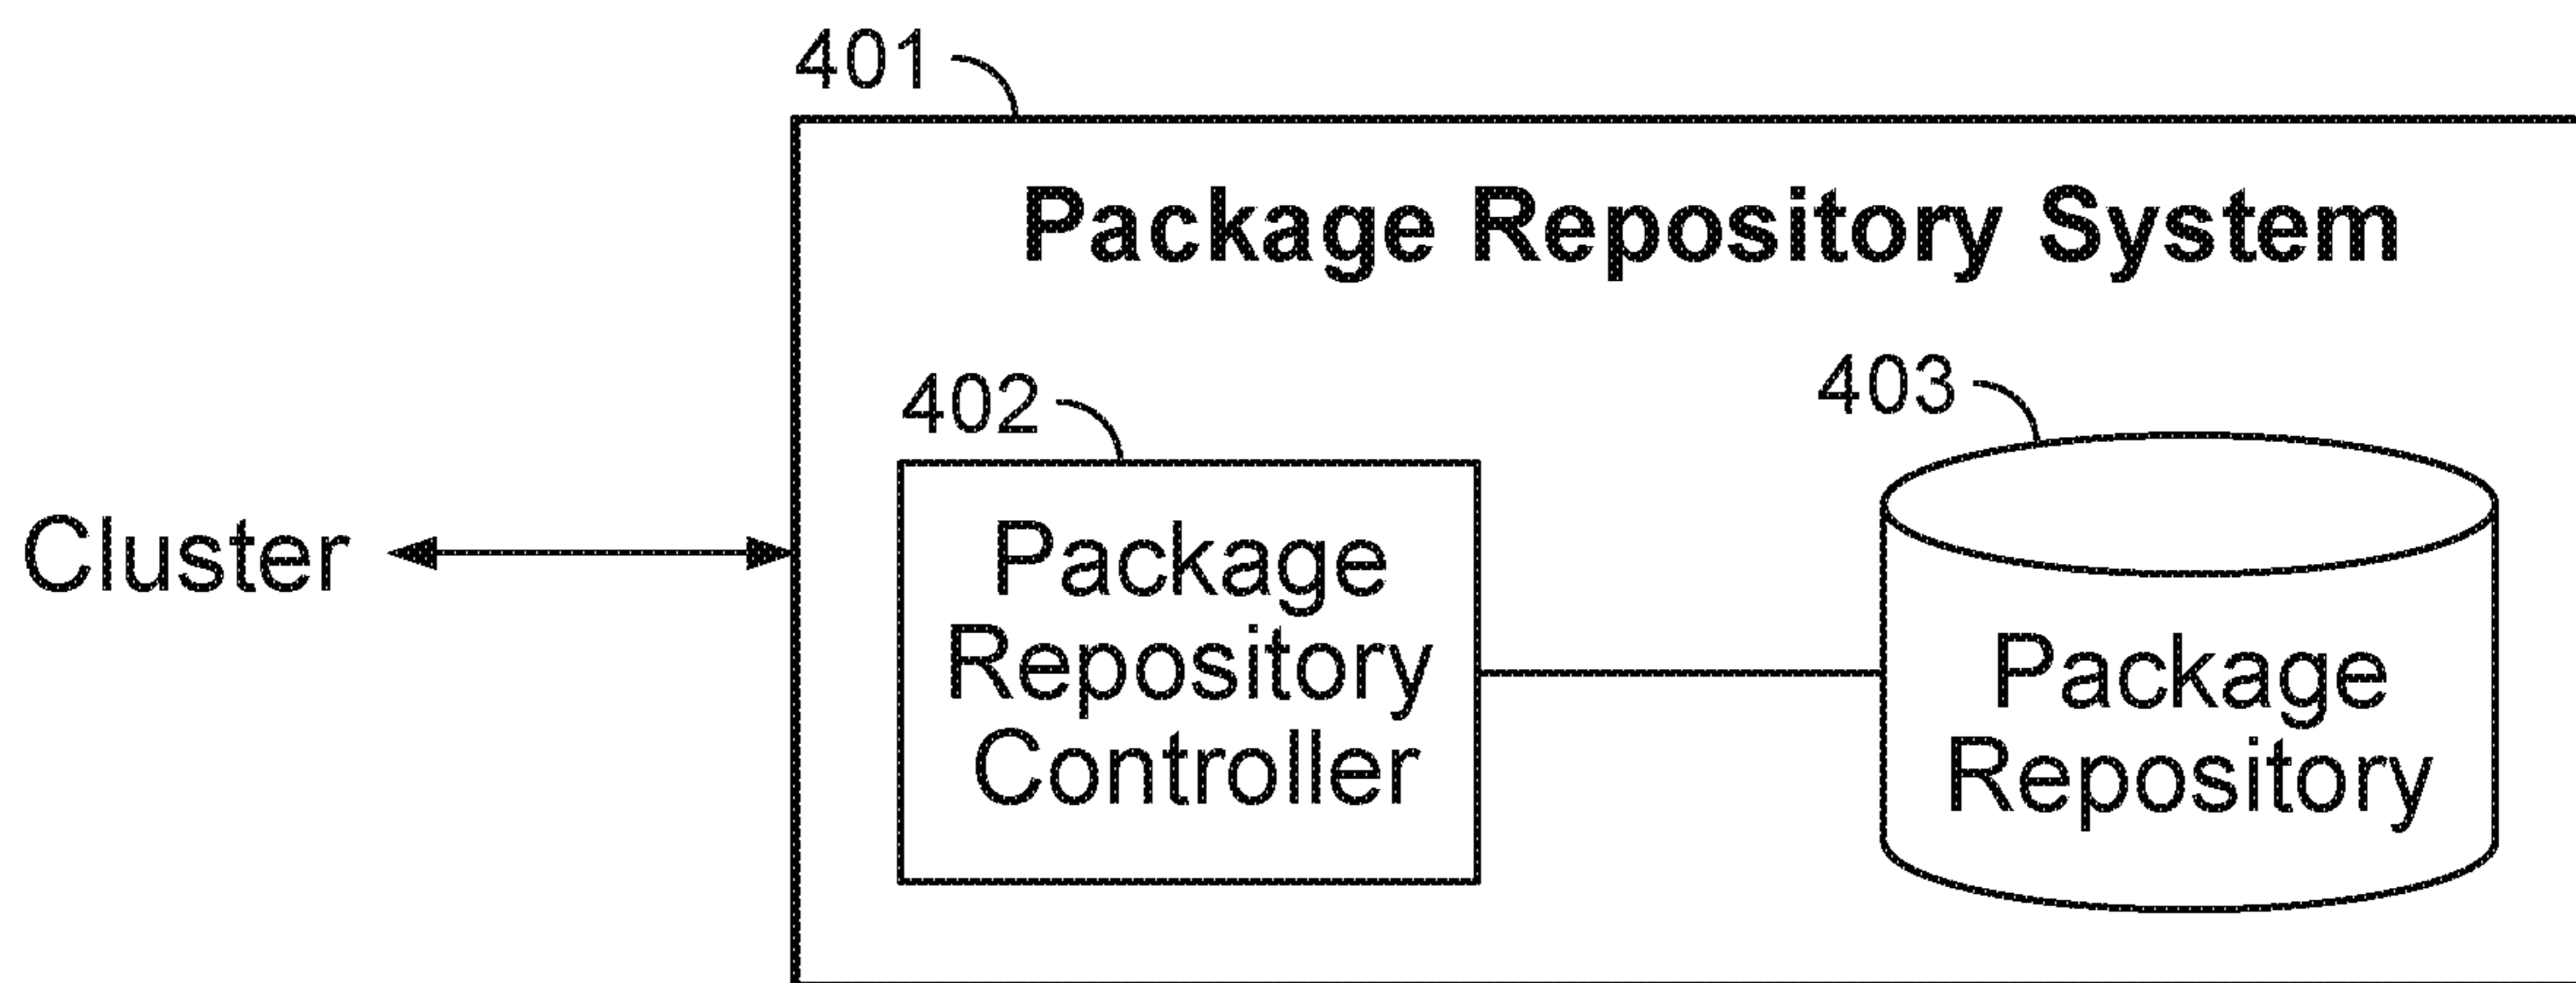 401
Package Repository System
402
403
Cluster
Package
Repository
Controller
Package
Repository